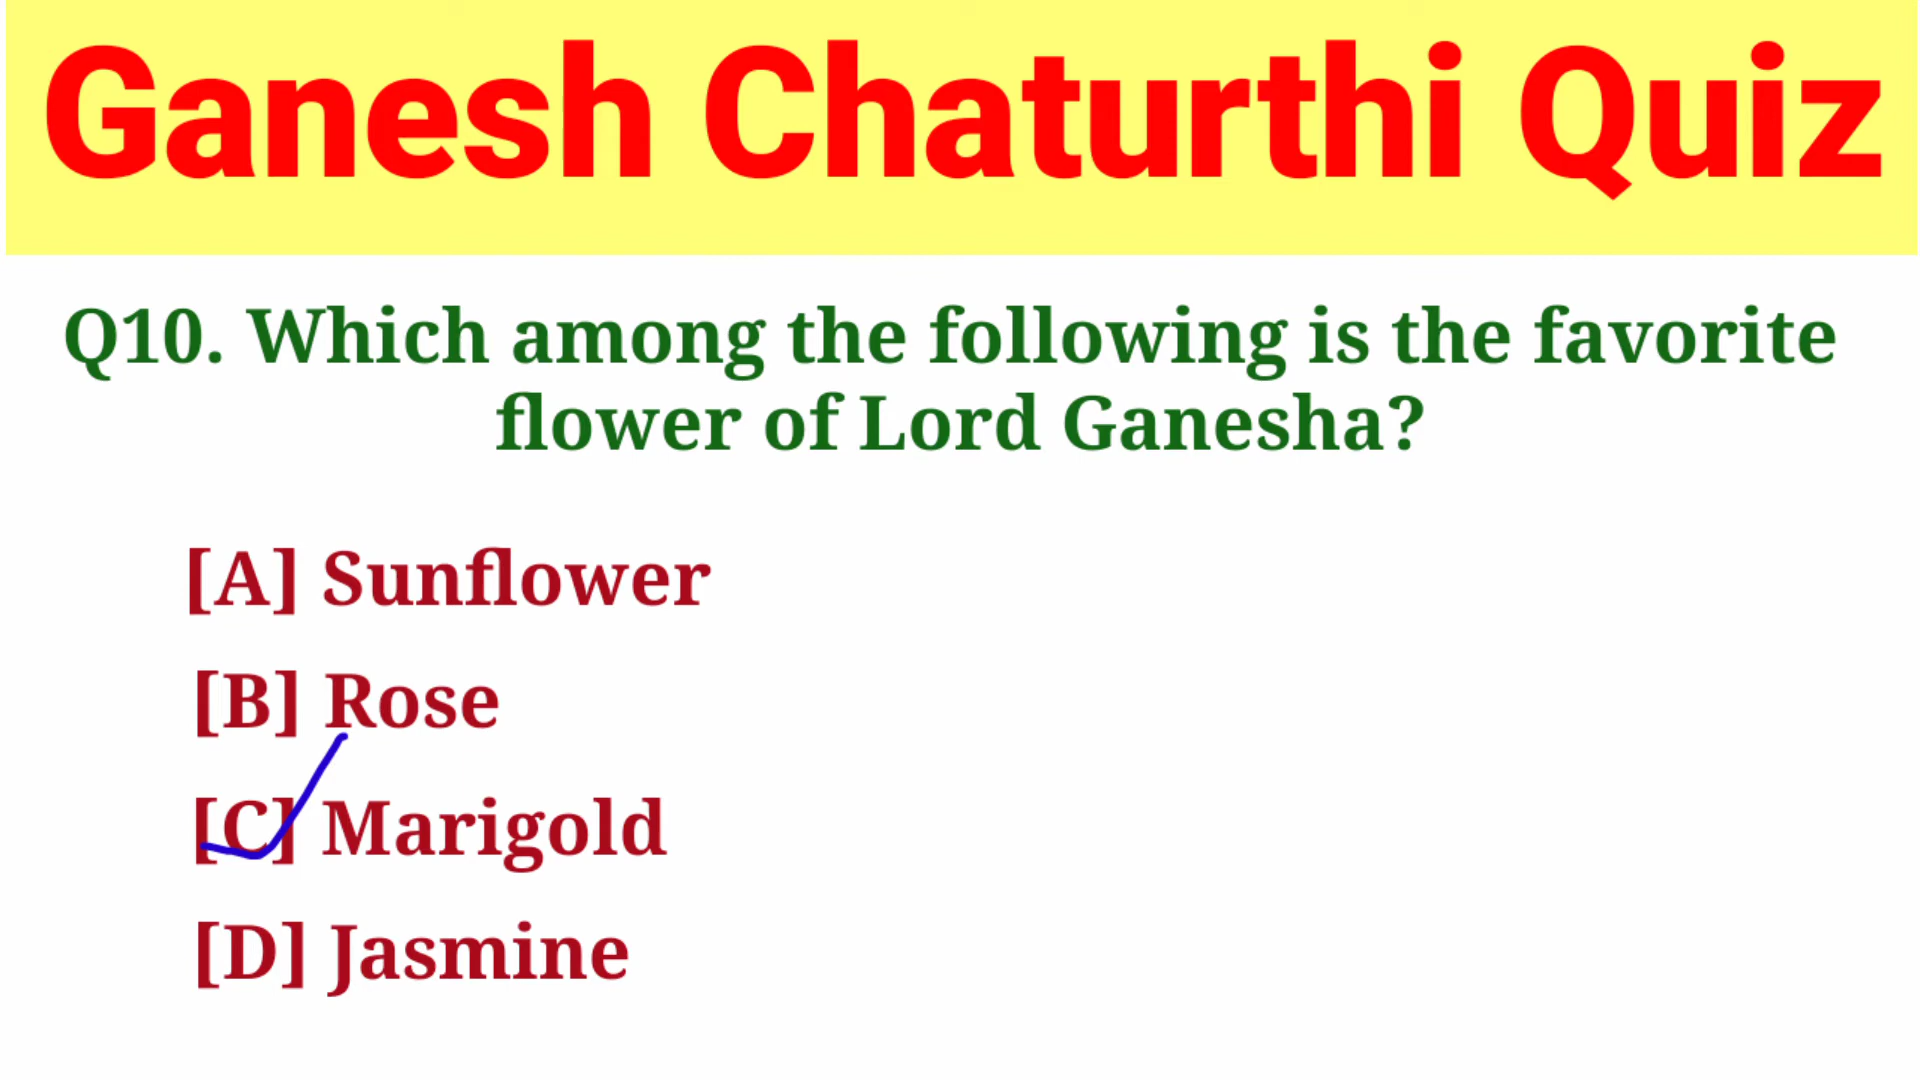 Ganesh Chaturthi Quiz
Q10. Which among the following is the favorite
flower of Lord Ganesha?
[A] Sunflower
[B] Rose
[C] Marigold
[D] Jasmine